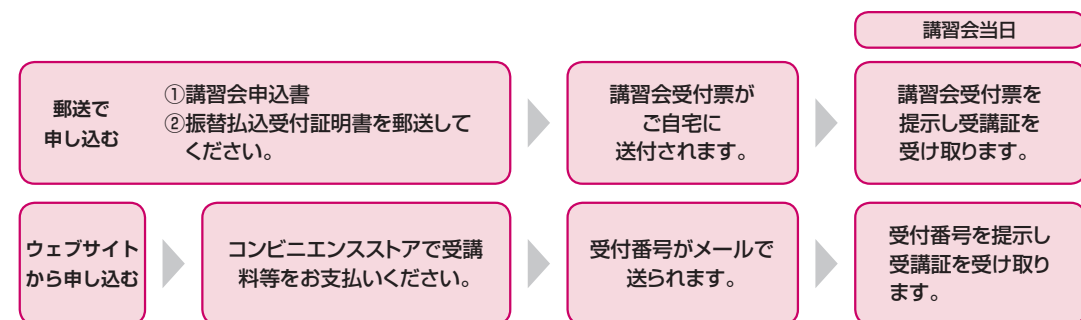 講習会当日
郵送で
申し込む
①講習会申込書
②振替払込受付証明書を郵送して
ください。
講習会受付票が
ご自宅に
送付されます。
講習会受付票を
提示し受講証を
受け取ります。
ウェブサイト
から申し込む
コンビニエンスストアで受講
料等をお支払いください。
受付番号がメールで
送られます。
受付番号を提示し
受講証を受け取り
ます。